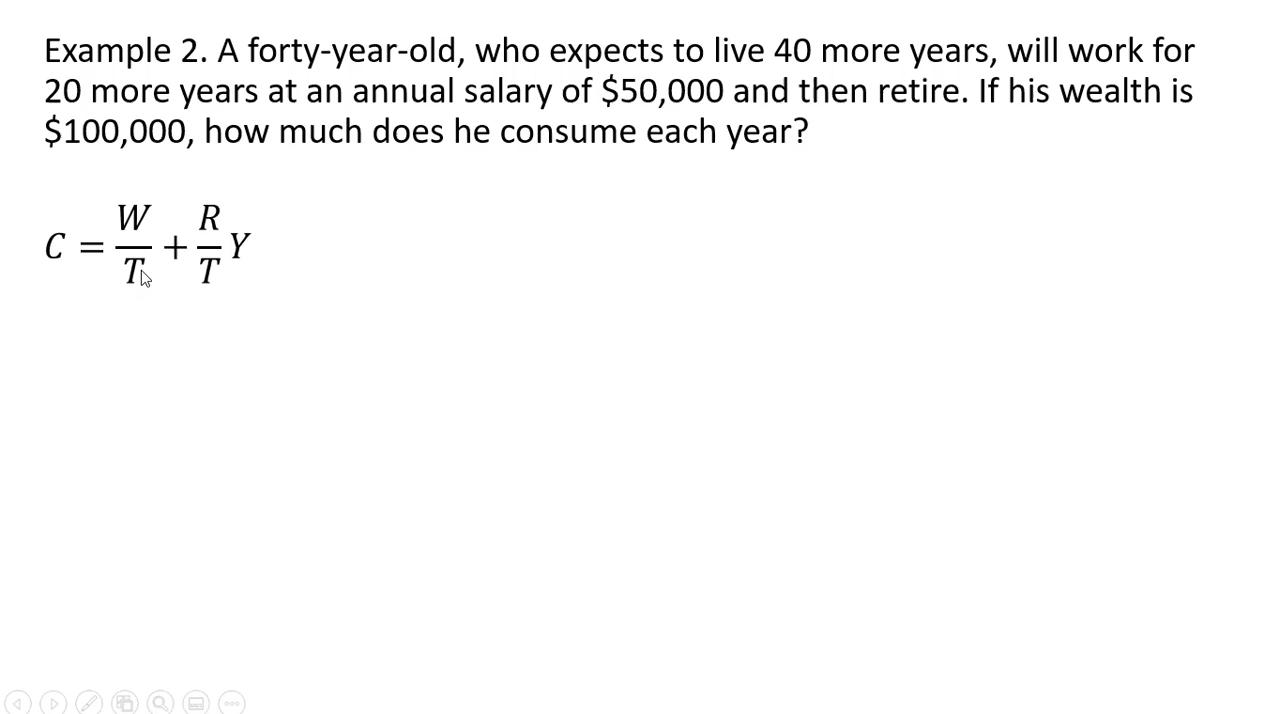 Example 2. A forty-year-old, who expects to live 40 more years, will work for
20 more years at an annual salary of $50,000 and then retire. If his wealth is
$100,000, how much does he consume each year?
C = W/T + R/T Y